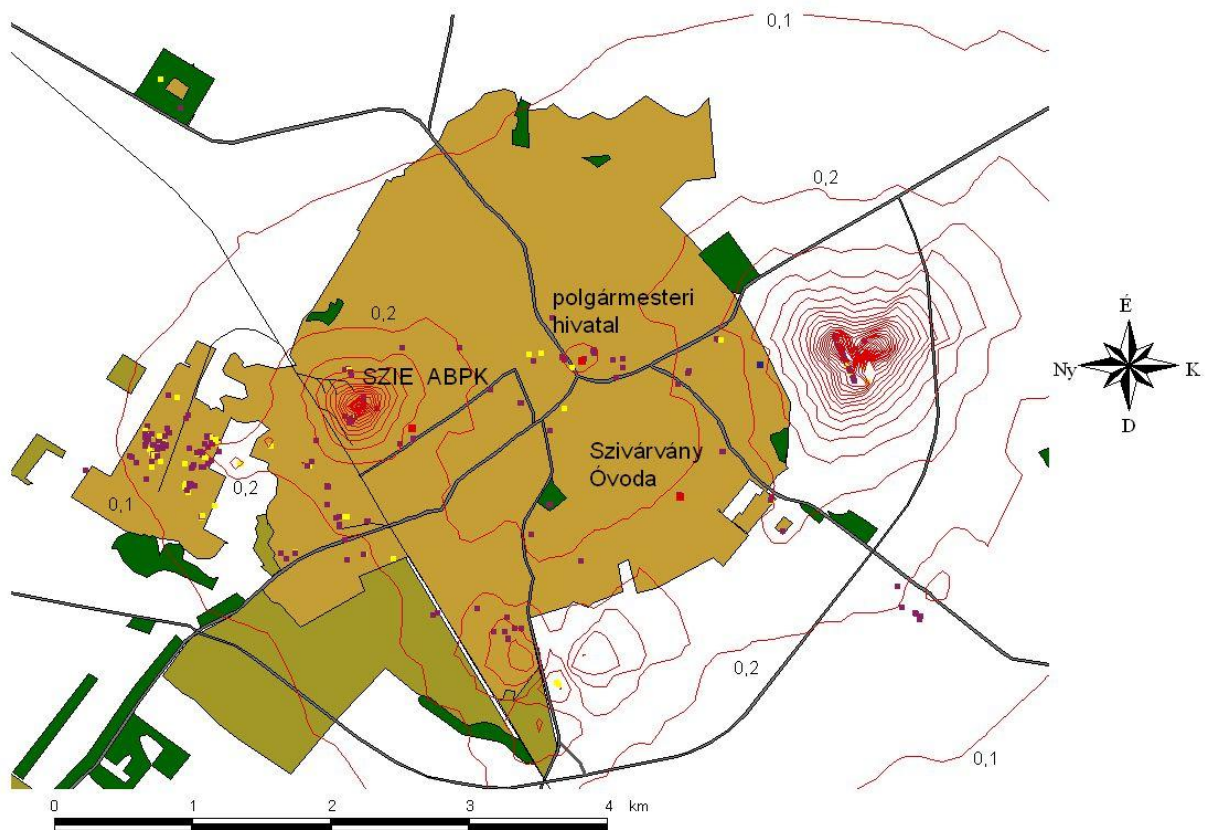 0,1
0,2
polgármesteri
hivatal
0,2
É
SZIE ABPK
Ny
K
D
Szivárvány
Óvoda
0,2
0,1
0,2
0,1
0 1 2 3 4 km